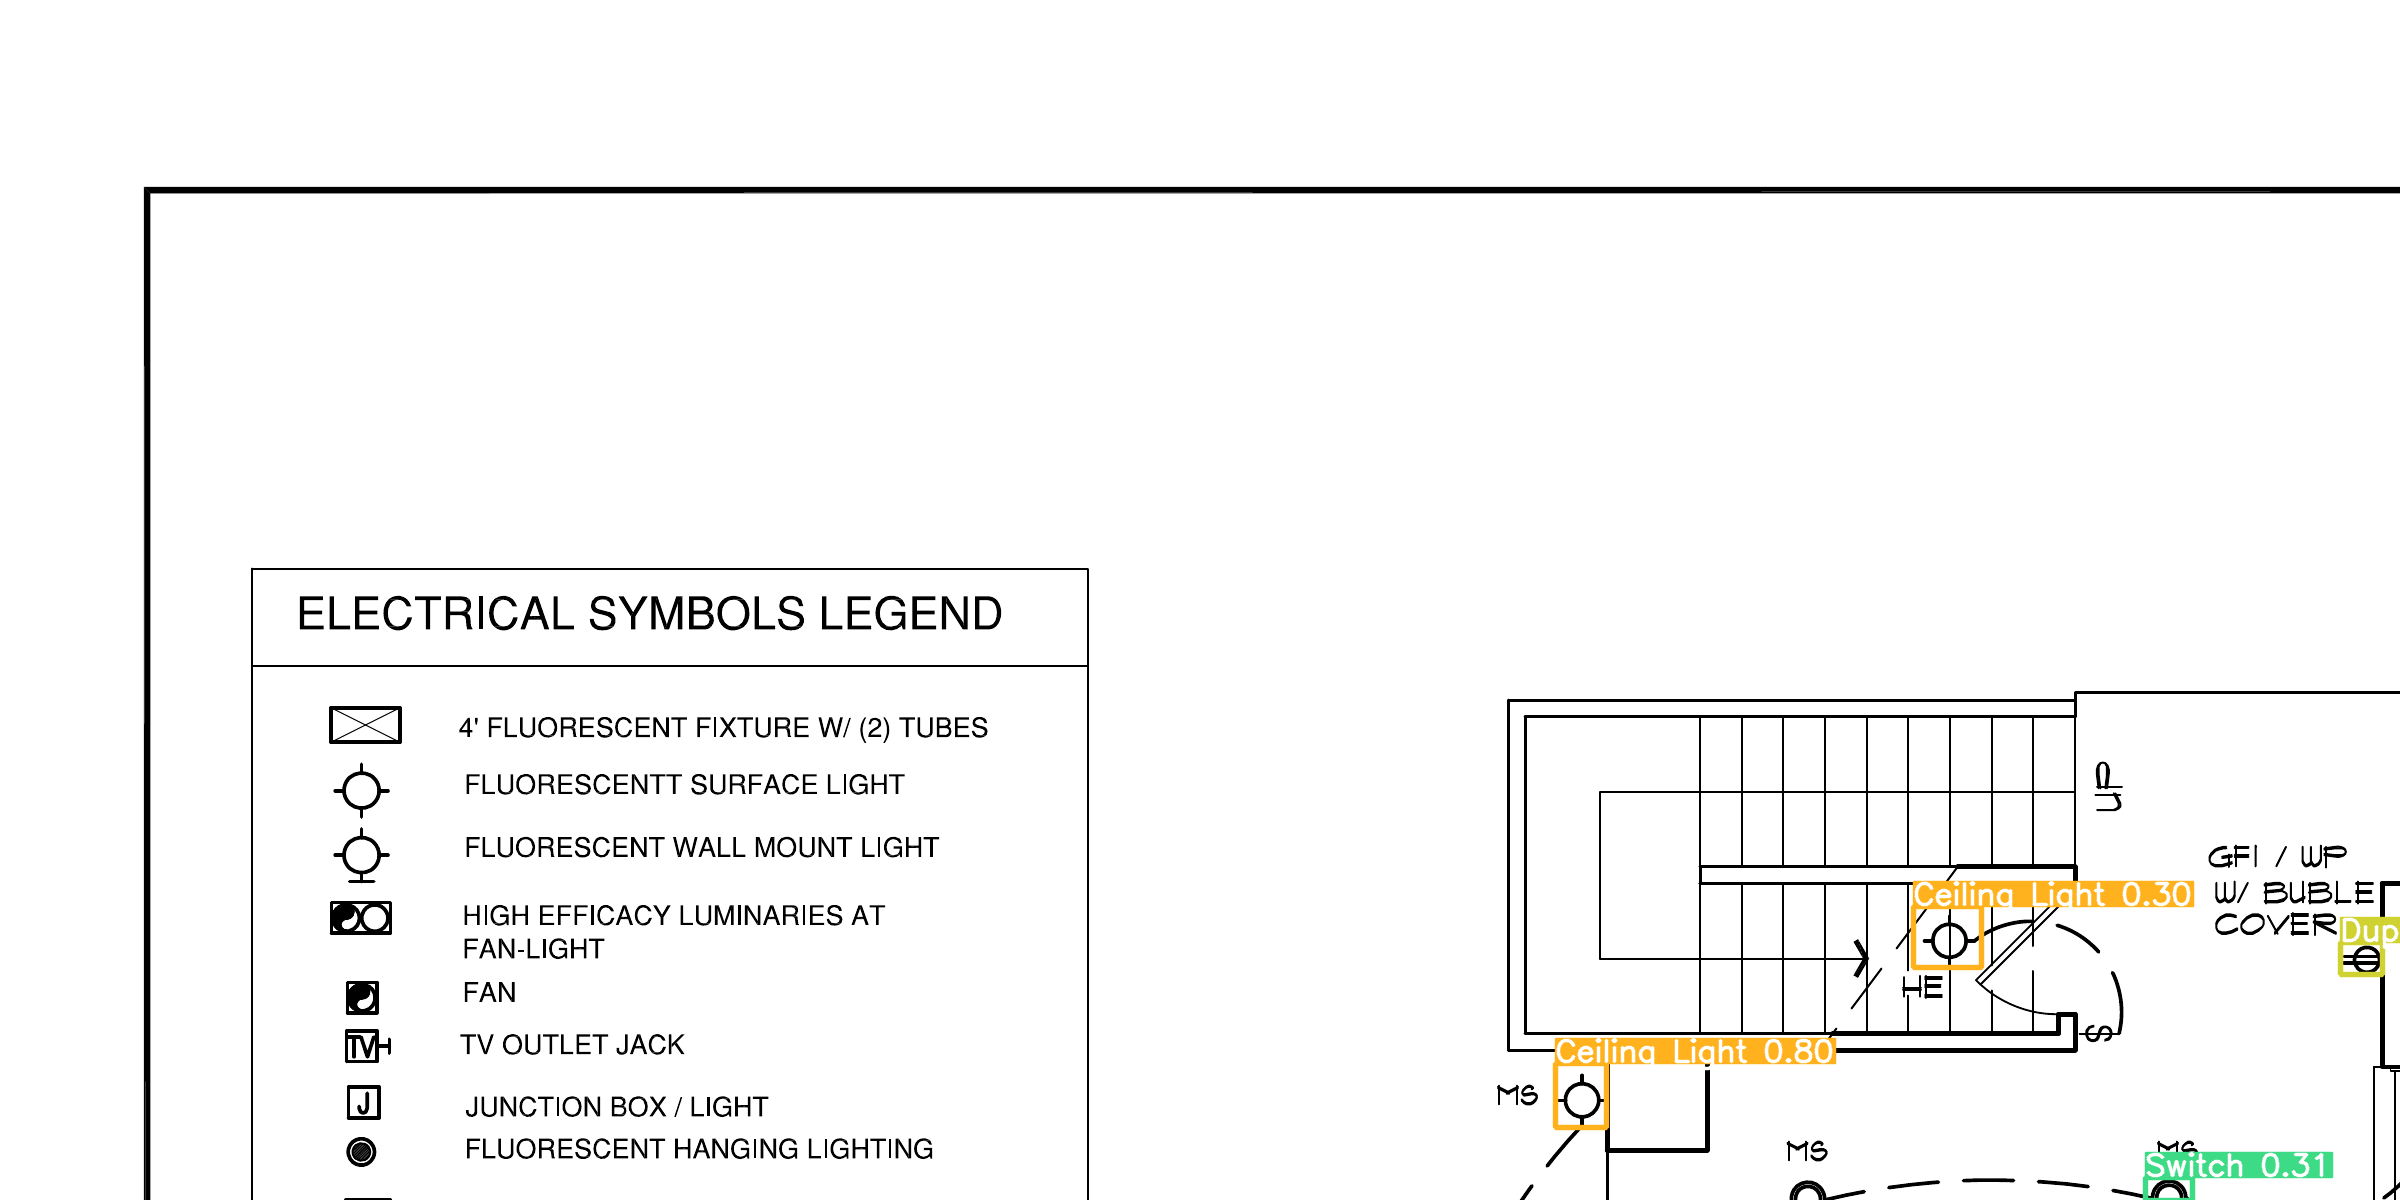 ELECTRICAL SYMBOLS LEGEND
4' FLUORESCENT FIXTURE W/ (2) TUBES
FLUORESCENTT SURFACE LIGHT
FLUORESCENT WALL MOUNT LIGHT
HIGH EFFICACY LUMINARIES AT
FAN-LIGHT
FAN
TV
TV OUTLET JACK
J
JUNCTION BOX / LIGHT
FLUORESCENT HANGING LIGHTING
UP
GFI / WP
W/ BUBLE
COVER
Ceiling Light 0.30
Dup
HE
S
Ceiling Light 0.80
MS
MS
MS
Switch 0.31